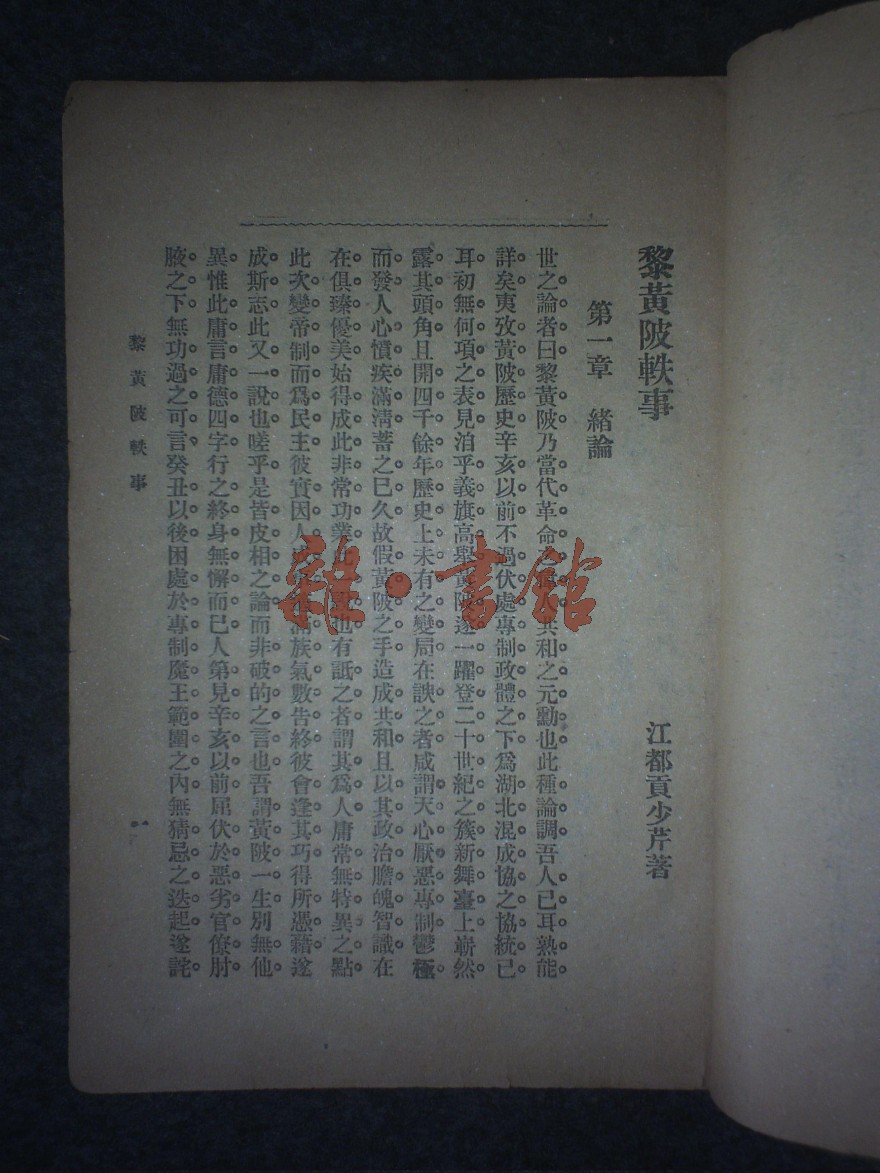 黎黃陂軼事
江都貢少芹著
第一章 緒論
世之論者曰黎黃陂乃當代革命之共和之元勳也此種論調吾人已耳熟能
詳矣夷攷黃陂歷史辛亥以前不過伏處專制政體之下爲湖北混成協之協統已
耳初無何項之表見洎乎義旗高舉黃陂遂一躍登二十世紀之簇新舞臺上嶄然
露其頭角且開四千餘年歷史上未有之變局在諛之者咸謂天心厭惡專制鬱極
而發人心憤疾滿淸蓄之已久故假黃陂之手造成共和且以其政治膽魄智識在
在俱臻優美始得成此非常功業也有詆之者謂其爲人庸常無特異之點
此次變帝制而爲民主彼實因人成滿族氣數告終彼會逢其巧得所憑藉遂
成斯志此又一說也嗟乎是皆皮相之論而非破的之言也吾謂黃陂一生別無他
異惟此庸言庸德四字行之終身無懈而已人第見辛亥以前屈伏於惡劣官僚肘
腋之下無功過之可言癸丑以後困處於專制魔王範圍之內無猜忌之迭起遂詫
黎黃陂軼事
一
雜·書館